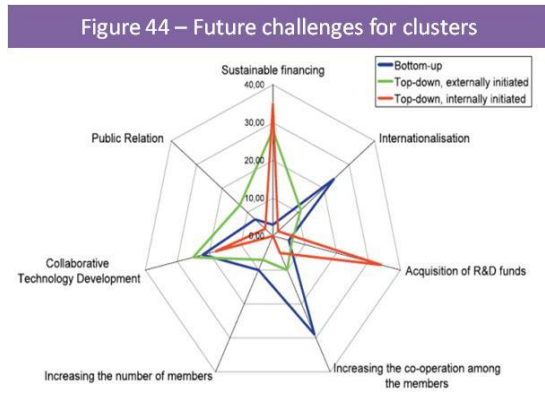 Figure 44 – Future challenges for clusters
Sustainable financing
Bottom-up
Top-down, externally initiated
Top-down, internally initiated
40,00
30,00
20,00
10,00
0,00
Public Relation
Internationalisation
Collaborative
Technology Development
Acquisition of R&D funds
Increasing the number of members
Increasing the co-operation among
the members